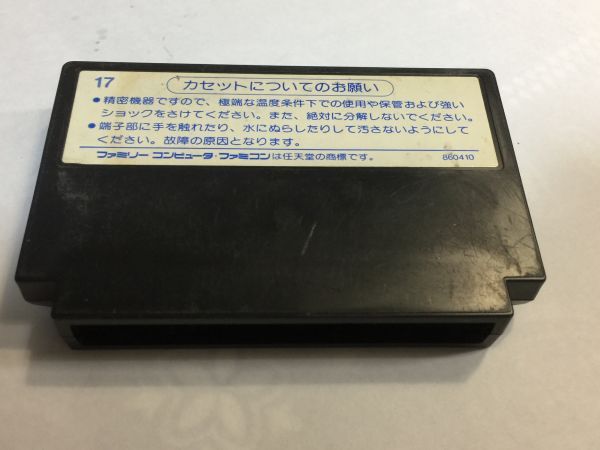 17
カセットについてのお願い
●精密機器ですので、極端な温度条件下での使用や保管および強い
ショックをさけてください。また、絶対に分解しないでください。
●端子部に手を触れたり、水にぬらしたりして汚さないようにして
ください。故障の原因となります。
ファミリー コンピュータ・ファミコンは任天堂の商標です。
860410